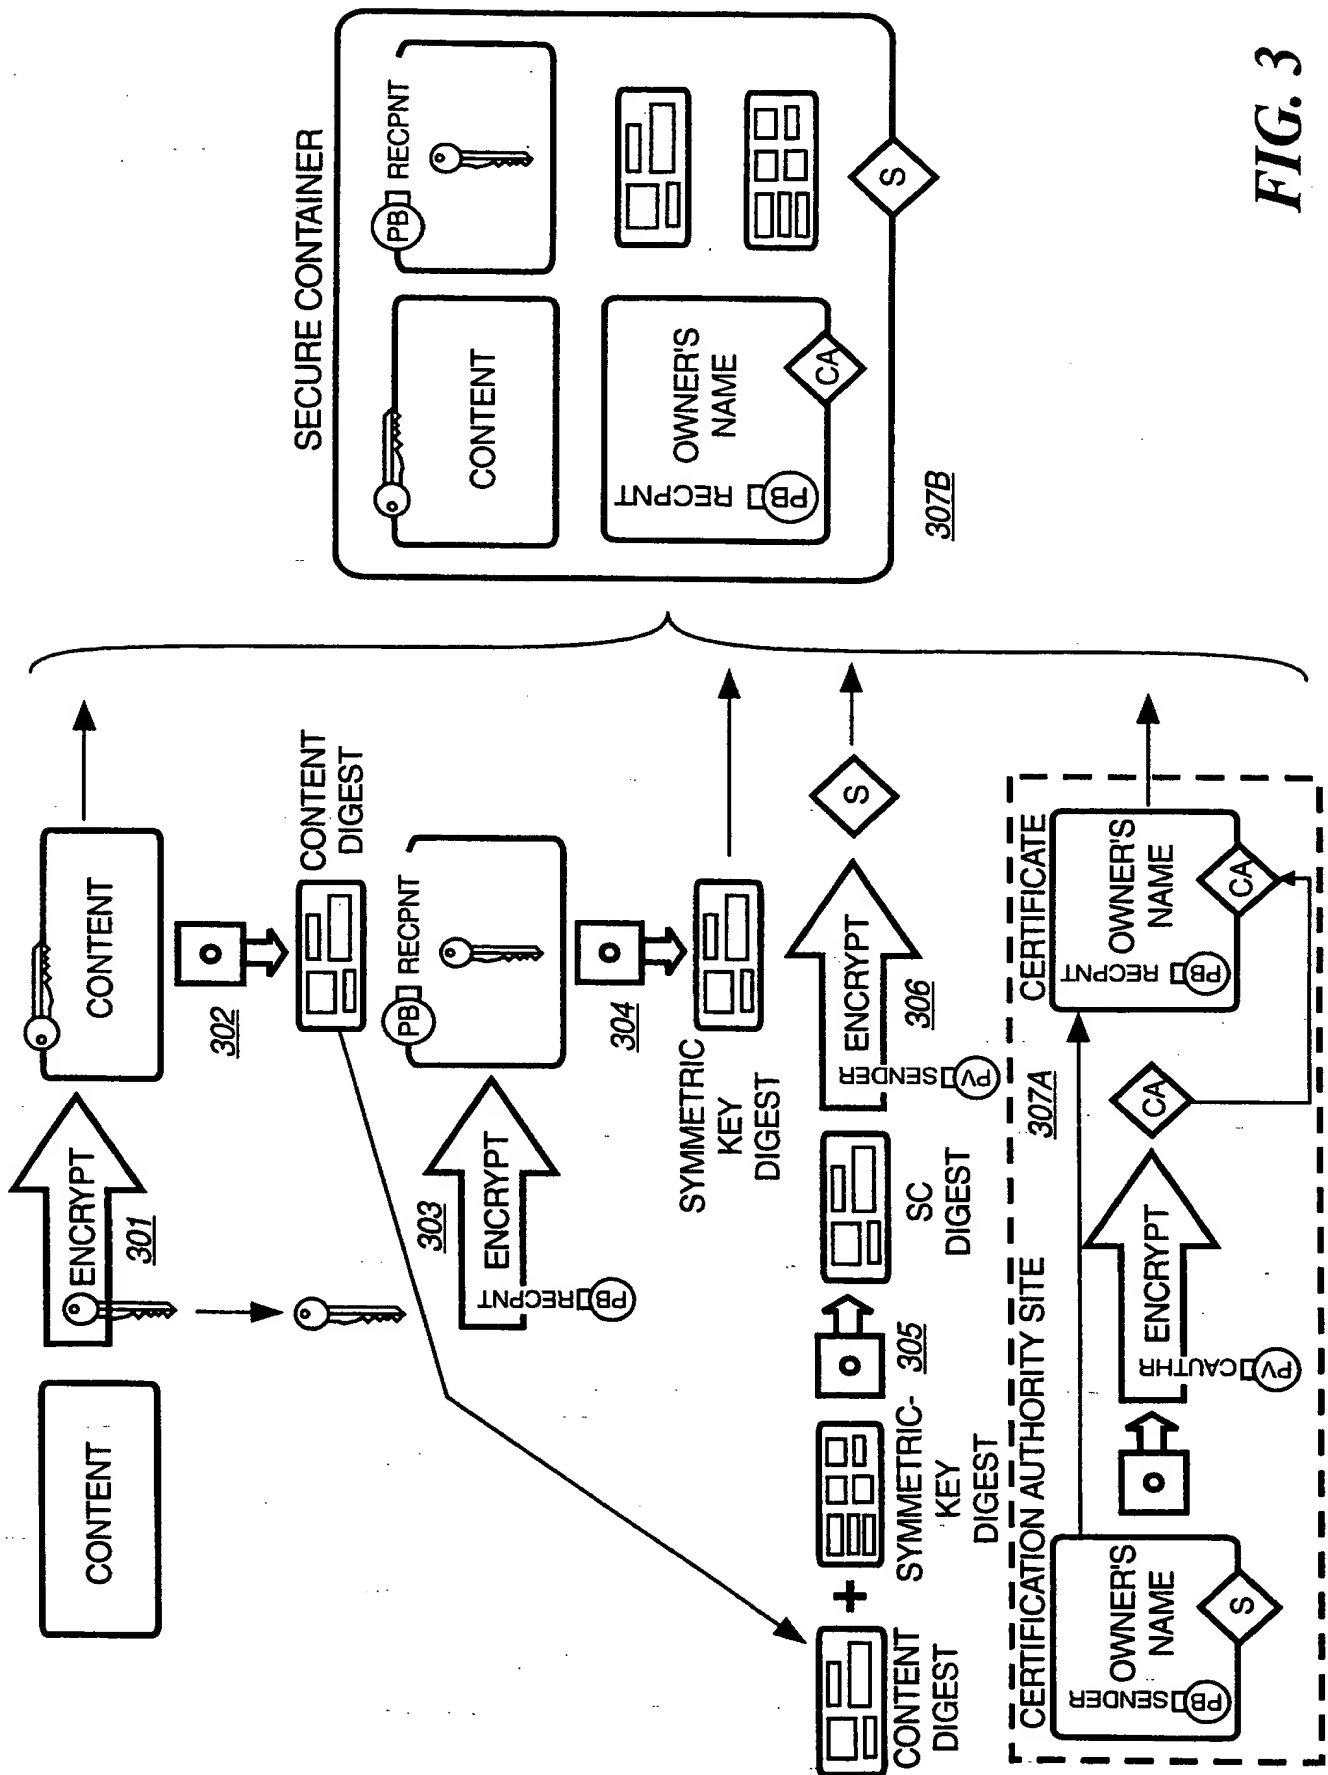 CONTENT
ENCRYPT
301
CONTENT
302
CONTENT
DIGEST
303
ENCRYPT
RECPNT
PB
PB
RECPNT
304
SYMMETRIC
KEY
DIGEST
CONTENT
DIGEST
+
SYMMETRIC-
KEY
DIGEST
305
SC
DIGEST
ENCRYPT
306
SENDER
PV
S
CERTIFICATION AUTHORITY SITE
307A
CERTIFICATE
OWNER'S
NAME
SENDER
PB
S
ENCRYPT
CAUTHR
PV
CA
OWNER'S
NAME
RECPNT
PB
CA
SECURE CONTAINER
CONTENT
PB
RECPNT
OWNER'S
NAME
RECPNT
PB
CA
S
307B
FIG. 3